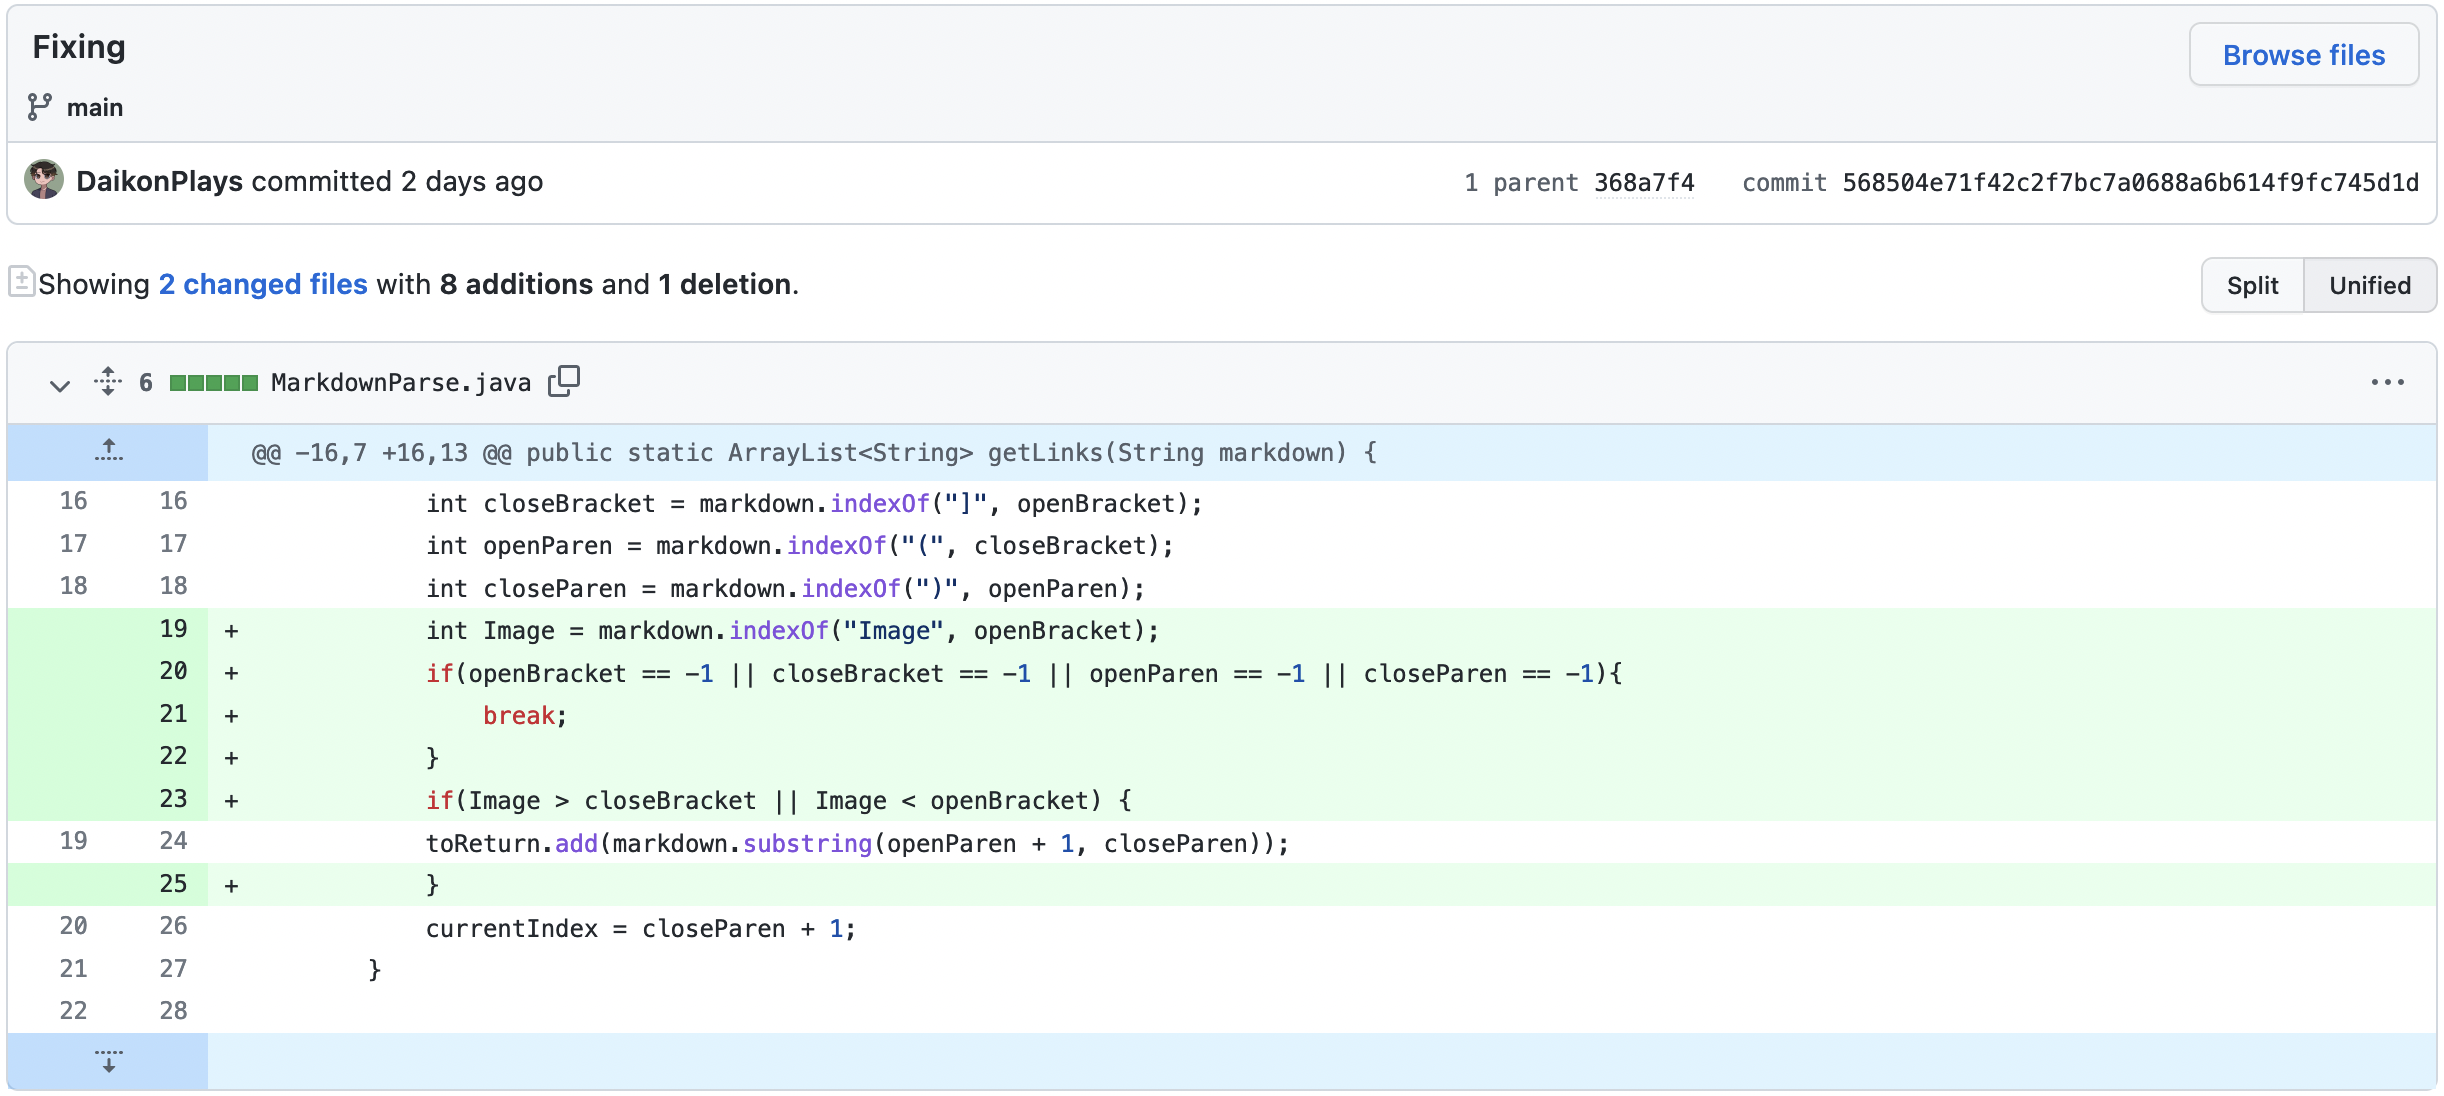 Fixing
Browse files
main
DaikonPlays committed 2 days ago 1 parent 368a7f4 commit 568504e71f42c2f7bc7a0688a6b614f9fc745d1d
Showing 2 changed files with 8 additions and 1 deletion. Split Unified
6 MarkdownParse.java
@@ -16,7 +16,13 @@ public static ArrayList<String> getLinks(String markdown) {
16 16 int closeBracket = markdown.indexOf("]", openBracket);
17 17 int openParen = markdown.indexOf("(", closeBracket);
18 18 int closeParen = markdown.indexOf(")", openParen);
19 + int Image = markdown.indexOf("Image", openBracket);
20 + if(openBracket == -1 || closeBracket == -1 || openParen == -1 || closeParen == -1){
21 + break;
22 + }
23 + if(Image > closeBracket || Image < openBracket) {
19 24 toReturn.add(markdown.substring(openParen + 1, closeParen));
25 + }
20 26 currentIndex = closeParen + 1;
21 27 }
22 28